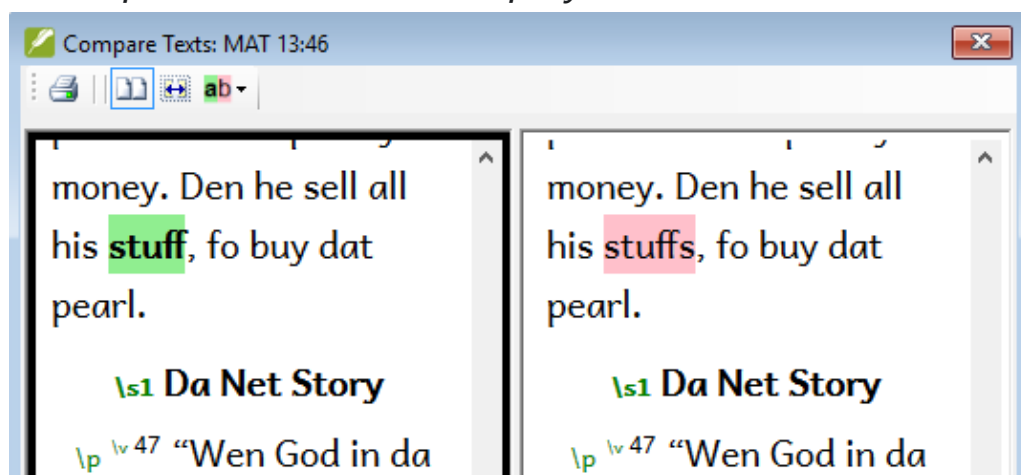 Compare Texts: MAT 13:46
ab
money. Den he sell all
his stuff, fo buy dat
pearl.
\s1 Da Net Story
\p \v 47 “Wen God in da
money. Den he sell all
his stuffs, fo buy dat
pearl.
\s1 Da Net Story
\p \v 47 “Wen God in da